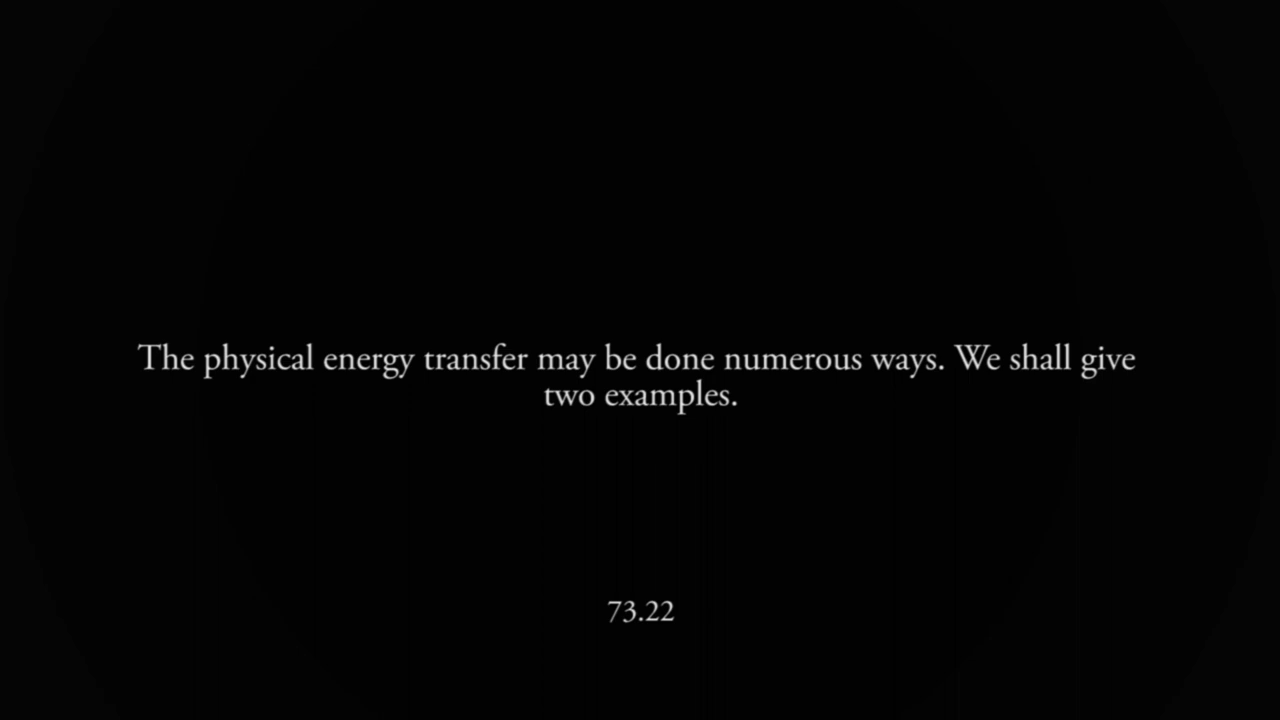 The physical energy transfer may be done numerous ways. We shall give
two examples.
73.22